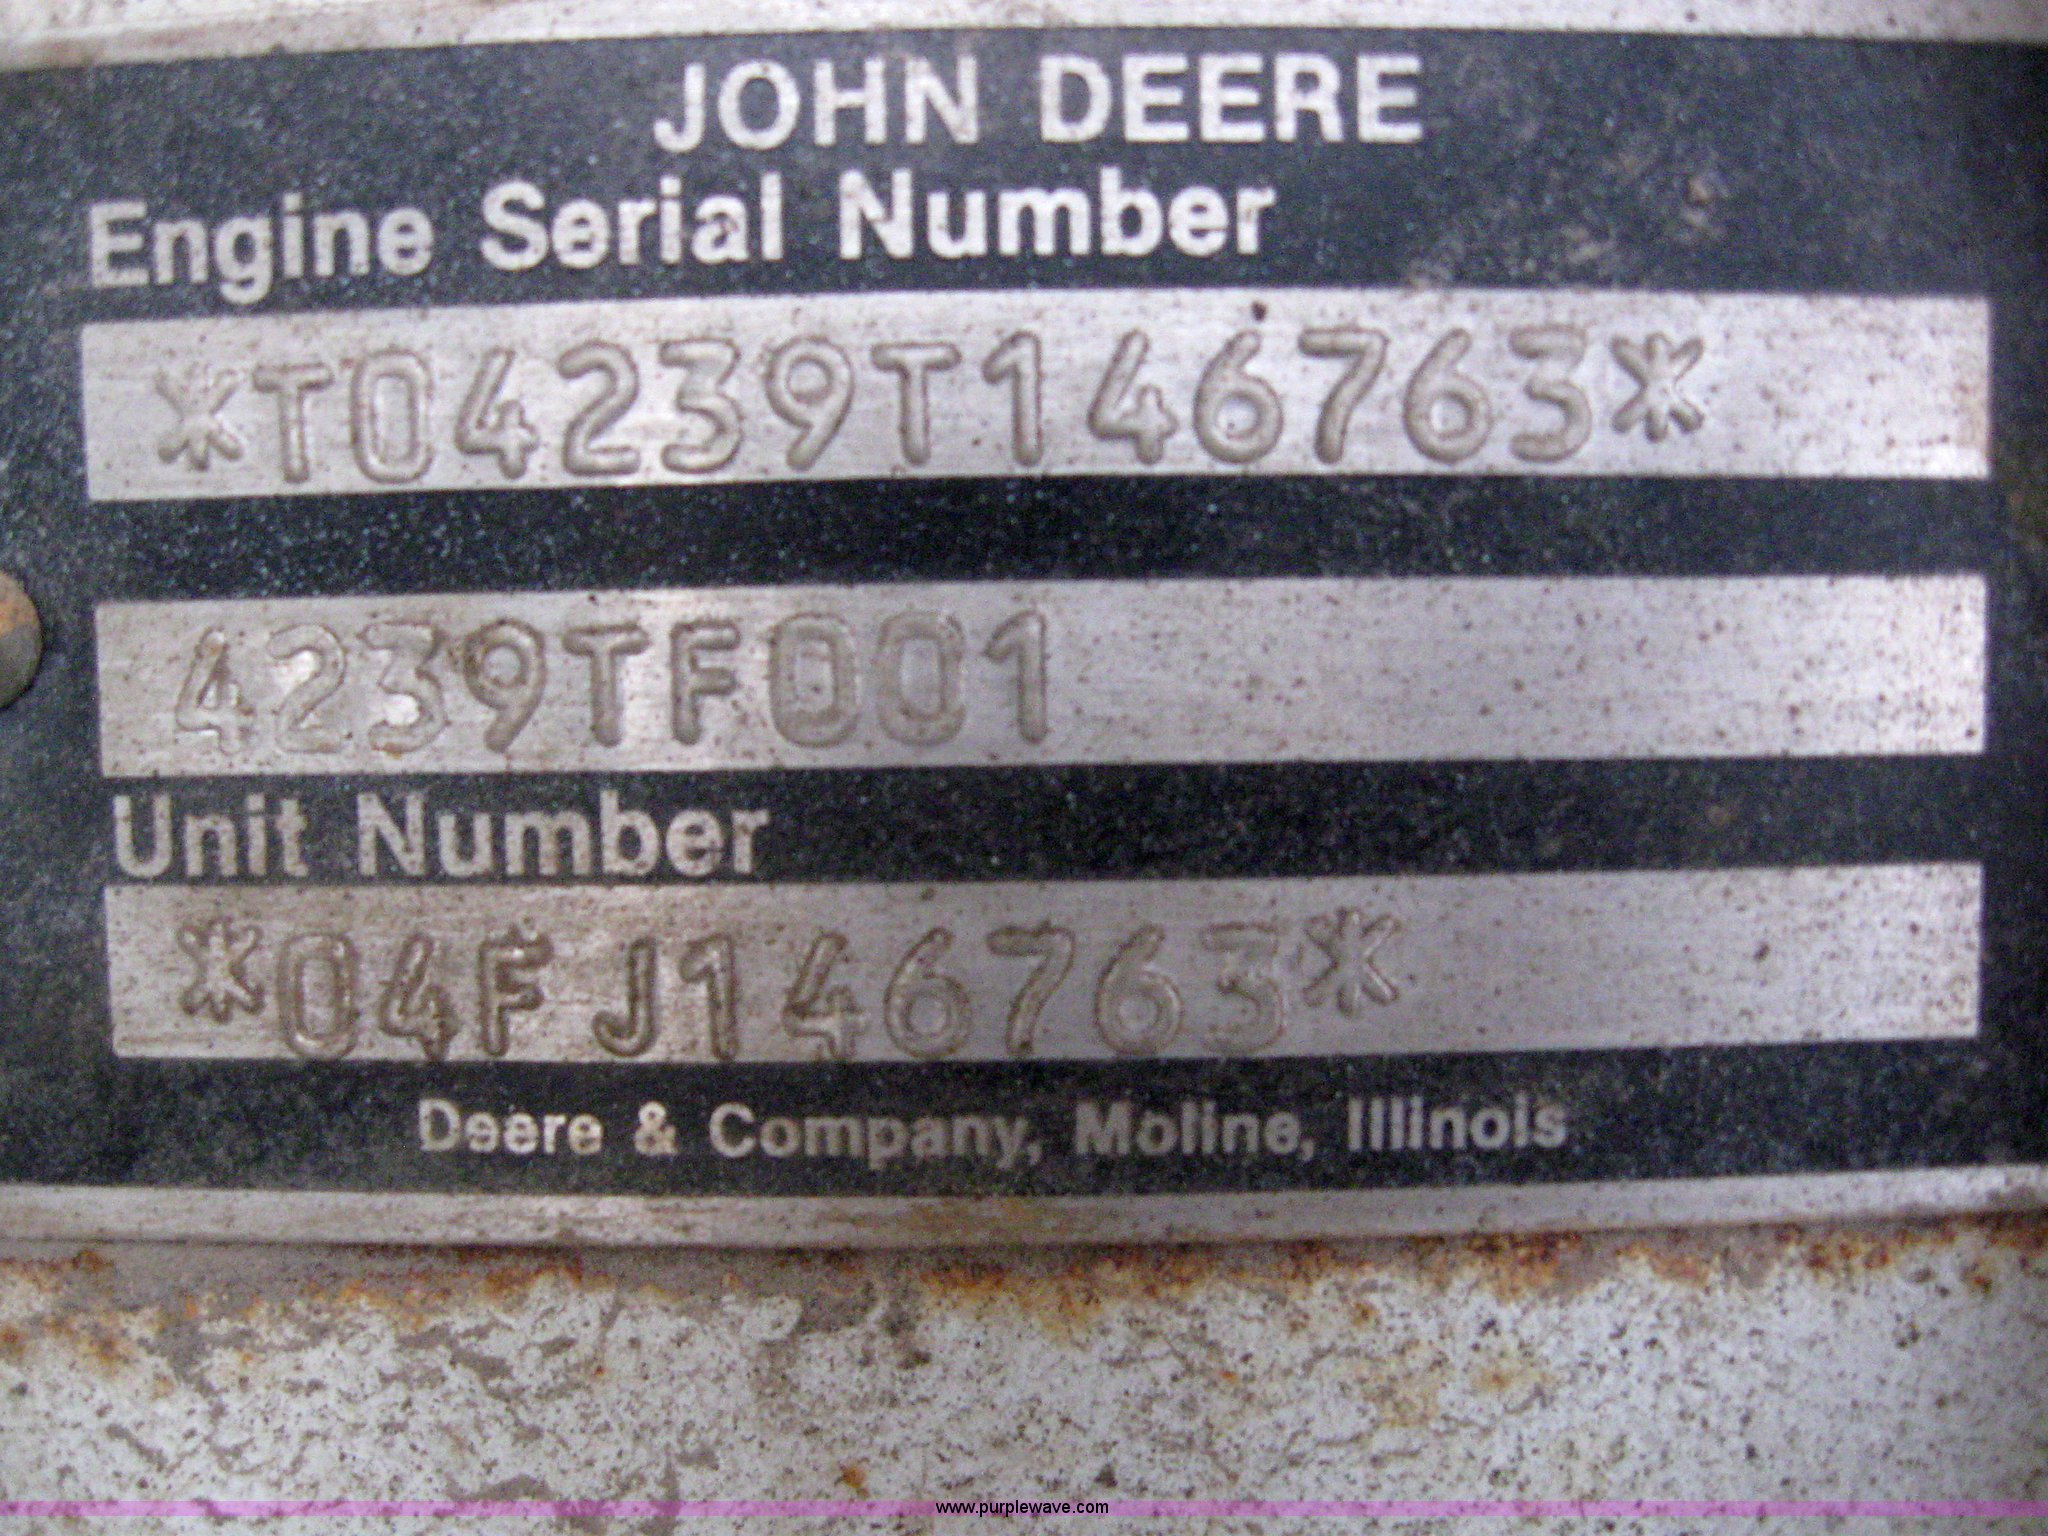 JOHN DEERE
Engine Serial Number
*T04239T146763*
4239TF001
Unit Number
*04FJ146763*
Deere & Company, Moline, Illinois
www.purplewave.com